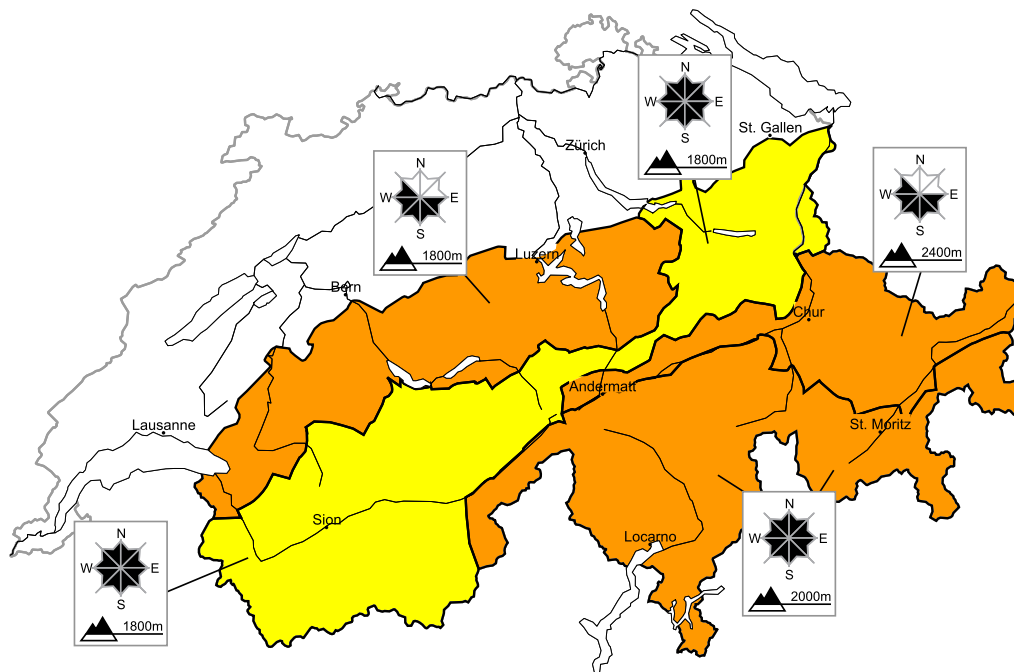 N
W E
S
1800m
St. Gallen
Zürich
N
W E
S
1800m
N
W E
S
2400m
Luzern
Bern
Chur
Andermatt
Lausanne
St. Moritz
Sion
Locarno
N
W E
S
1800m
N
W E
S
2000m